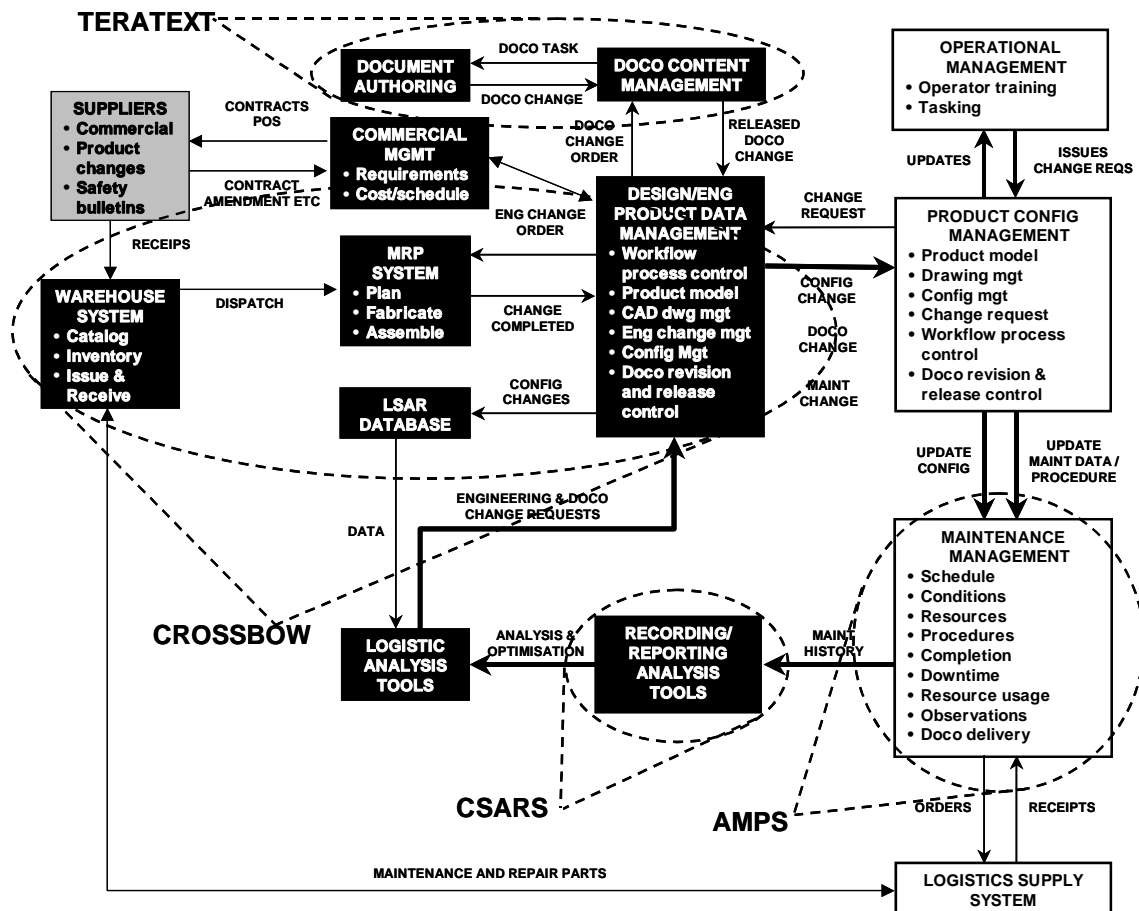 TERATEXT
DOCUMENT
AUTHORING
DOCO TASK
DOCO CHANGE
DOCO CONTENT
MANAGEMENT
OPERATIONAL
MANAGEMENT
• Operator training
• Tasking
SUPPLIERS
• Commercial
• Product
changes
• Safety
bulletins
CONTRACTS
POS
CONTRACT
AMENDMENT ETC
COMMERCIAL
MGMT
• Requirements
• Cost/schedule
DOCO
CHANGE
ORDER
RELEASED
DOCO
CHANGE
UPDATES
ISSUES
CHANGE REQS
RECEIPS
ENG CHANGE
ORDER
DESIGN/ENG
PRODUCT DATA
MANAGEMENT
• Workflow
process control
• Product model
• CAD dwg mgt
• Eng change mgt
• Config Mgt
• Doco revision
and release
control
CHANGE
REQUEST
CONFIG
CHANGE
DOCO
CHANGE
MAINT
CHANGE
PRODUCT CONFIG
MANAGEMENT
• Product model
• Drawing mgt
• Config mgt
• Change request
• Workflow process
control
• Doco revision &
release control
WAREHOUSE
SYSTEM
• Catalog
• Inventory
• Issue &
Receive
DISPATCH
MRP
SYSTEM
• Plan
• Fabricate
• Assemble
CHANGE
COMPLETED
LSAR
DATABASE
CONFIG
CHANGES
UPDATE
CONFIG
UPDATE
MAINT DATA /
PROCEDURE
ENGINEERING & DOCO
CHANGE REQUESTS
DATA
MAINTENANCE
MANAGEMENT
• Schedule
• Conditions
• Resources
• Procedures
• Completion
• Downtime
• Resource usage
• Observations
• Doco delivery
CROSSBOW
LOGISTIC
ANALYSIS
TOOLS
ANALYSIS &
OPTIMISATION
RECORDING/
REPORTING
ANALYSIS
TOOLS
MAINT
HISTORY
CSARS
AMPS
ORDERS
RECEIPTS
MAINTENANCE AND REPAIR PARTS
LOGISTICS SUPPLY
SYSTEM